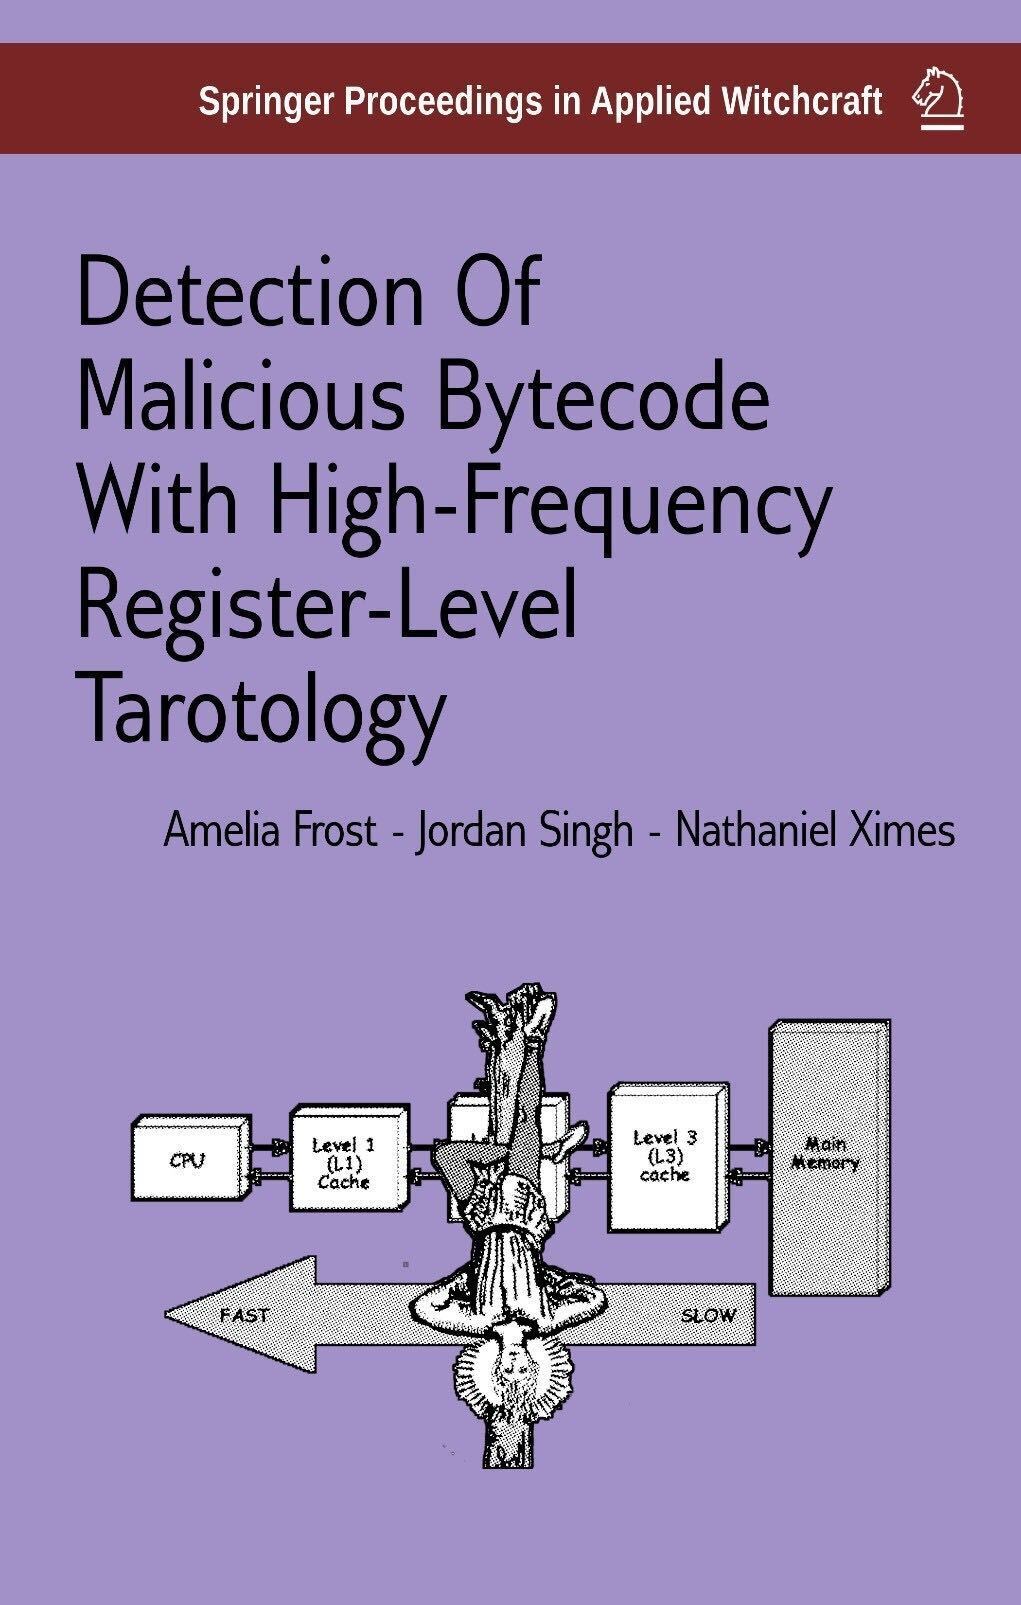 Springer Proceedings in Applied Witchcraft
Detection Of
Malicious Bytecode
With High-Frequency
Register-Level
Tarotology
Amelia Frost - Jordan Singh - Nathaniel Ximes
CPU
Level 1
(L1)
Cache
Level 3
(L3)
cache
Main
Memory
FAST
SLOW